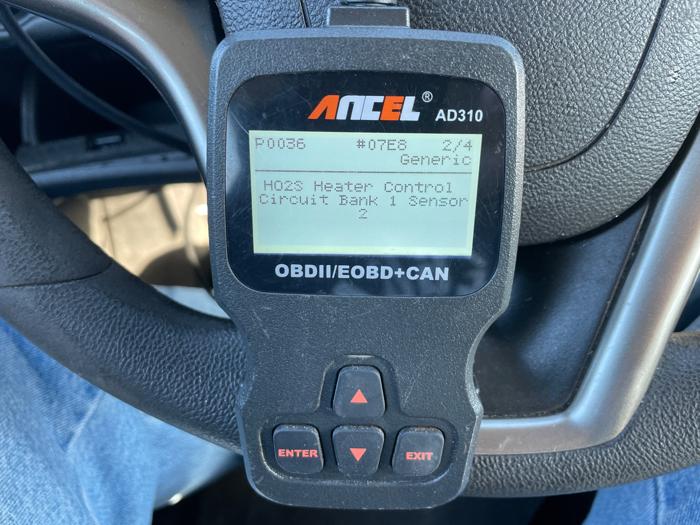 ANCEL ®
AD310
P0036 #07E8 2/4
Generic
HO2S Heater Control
Circuit Bank 1 Sensor
2
OBDII/EOBD+CAN
ENTER
EXIT